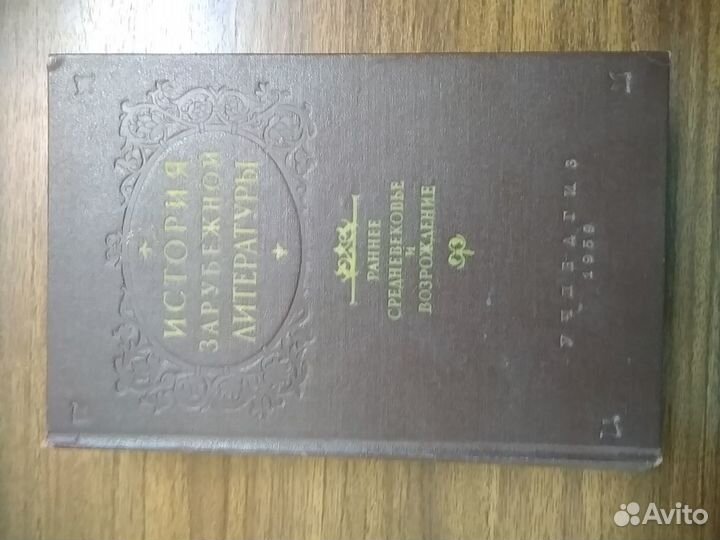 ИСТОРИЯ
ЗАРУБЕЖНОЙ
ЛИТЕРАТУРЫ
РАННЕЕ
СРЕДНЕВЕКОВЬЕ
И
ВОЗРОЖДЕНИЕ
УЧПЕДГИЗ
1959
Avito